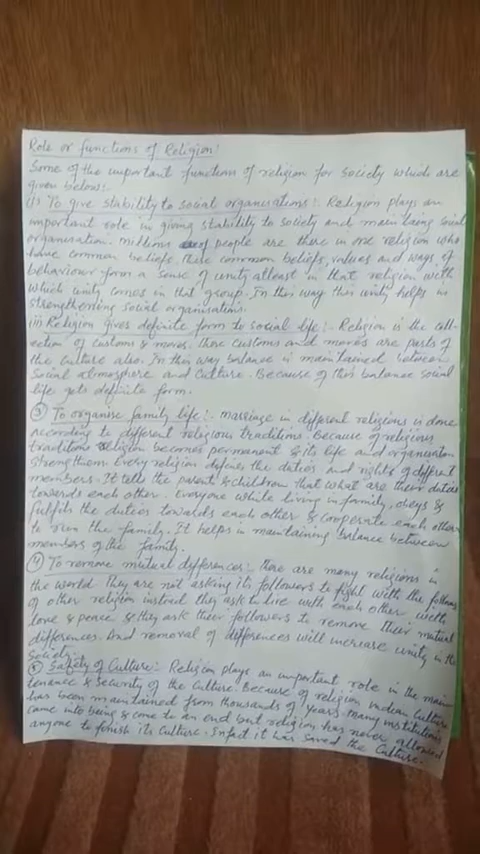 Role or functions of Religion:
Some of the important functions of religion for society which are
given below:
(i) To give stability to social organisations:- Religion plays an
important role in giving stability to society and maintaing social
organisation. Millions of people are there in one religion who
have common beliefs. These common beliefs, values and ways of
behaviour form a sense of unity atleast in that religion with
which unity comes in that group. In this way this unity helps in
strengthening social organisations.
(ii) Religion gives definite form to social life:- Religion is the coll-
ection of customs & mores. These customs and mores are parts of
the culture also. In this way balance is maintained between
Social atmosphere and Culture. Because of this balance social
life gets definite form.
(3) To organise family life:- Marriage in different religious is done
According to different religious traditions. Because of religious
traditions religion becomes permanent & its life and organisation
strengthens. Every religion defines the duties and rights of different
members. It tells the parents & children that what are their duties
towards each other. Everyone while living in family, obeys &
fulfils the duties towards each other & cooperate each other
to run the family. It helps in maintaining balance between
members of the family.
(4) To remove mutual differences:- There are many religions in
the world. They are not asking its followers to fight with the
of other religion instead they ask to live with each other with
love & peace & they ask their followers to remove their mutual
differences. And removal of differences will increase unity in the
Society.
(5) Safety of Culture:- Religion plays an important role in the main-
tenance & security of the Culture. Because of religion Indian Culture
has been maintained from thousands of years. Many institutions
came into being & come to an end but religion has never allowed
anyone to finish its culture. Infact it has saved the Culture.